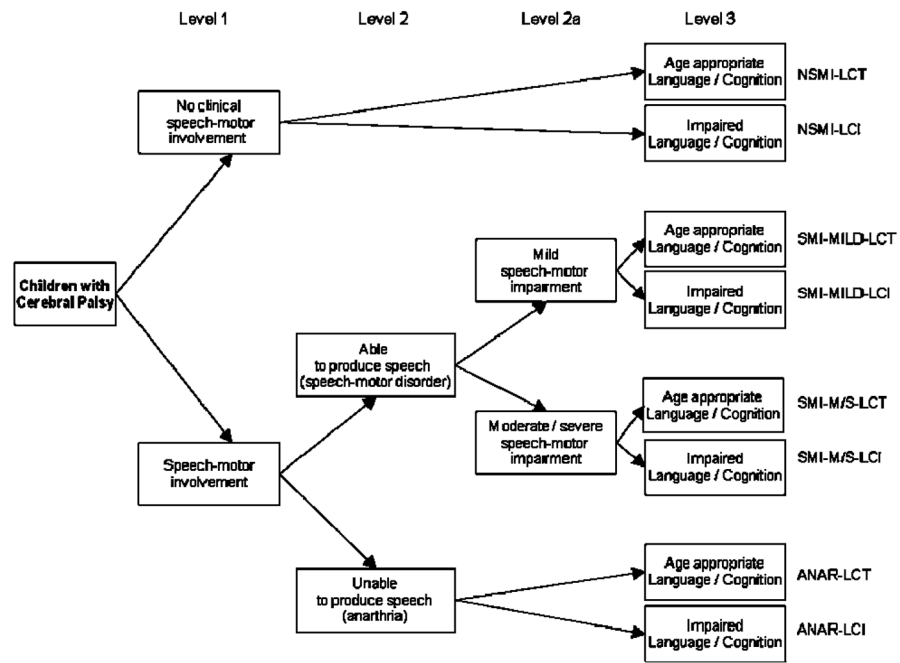 Level 1 Level 2 Level 2a Level 3
Age appropriate
Language / Cognition
NSMI-LCT
No clinical
speech-motor
involvement
Impaired
Language / Cognition
NSMI-LCI
Age appropriate
Language / Cognition
SMI-MILD-LCT
Mild
speech-motor
impairment
Children with
Cerebral Palsy
Impaired
Language / Cognition
SMI-MILD-LCI
Able
to produce speech
(speech-motor disorder)
Age appropriate
Language / Cognition
SMI-M/S-LCT
Moderate / severe
speech-motor
impairment
Speech-motor
involvement
Impaired
Language / Cognition
SMI-M/S-LCI
Age appropriate
Language / Cognition
ANAR-LCT
Unable
to produce speech
(anarthria)
Impaired
Language / Cognition
ANAR-LCI